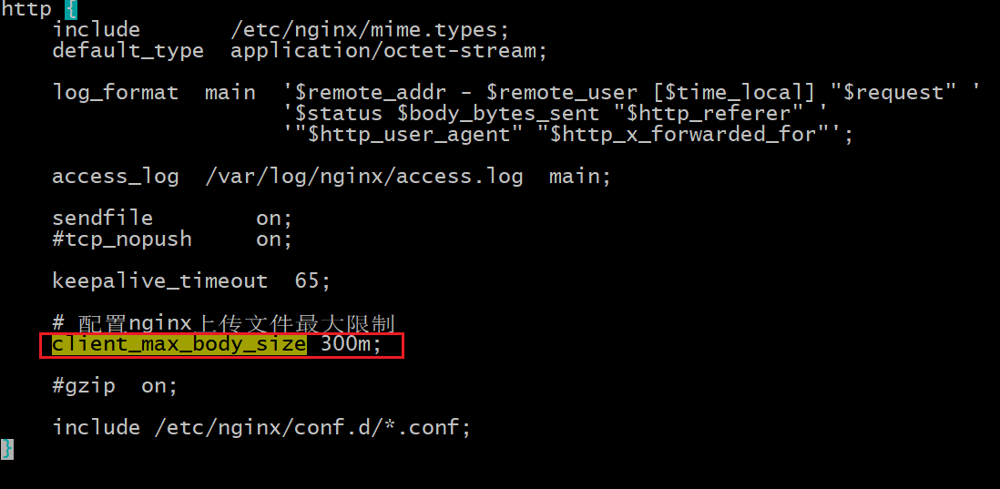 http {
    include       /etc/nginx/mime.types;
    default_type  application/octet-stream;
    log_format  main  '$remote_addr - $remote_user [$time_local] "$request" '
                      '$status $body_bytes_sent "$http_referer" '
                      '"$http_user_agent" "$http_x_forwarded_for"';
    access_log  /var/log/nginx/access.log  main;
    sendfile        on;
    #tcp_nopush     on;
    keepalive_timeout  65;
    # 配置nginx上传文件最大限制
    client_max_body_size 300m;
    #gzip  on;
    include /etc/nginx/conf.d/*.conf;
}